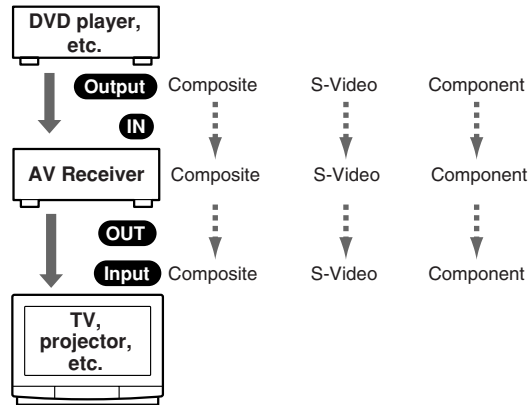 DVD player,
etc.
Output Composite S-Video Component
IN
AV Receiver Composite S-Video Component
OUT
Input Composite S-Video Component
TV,
projector,
etc.